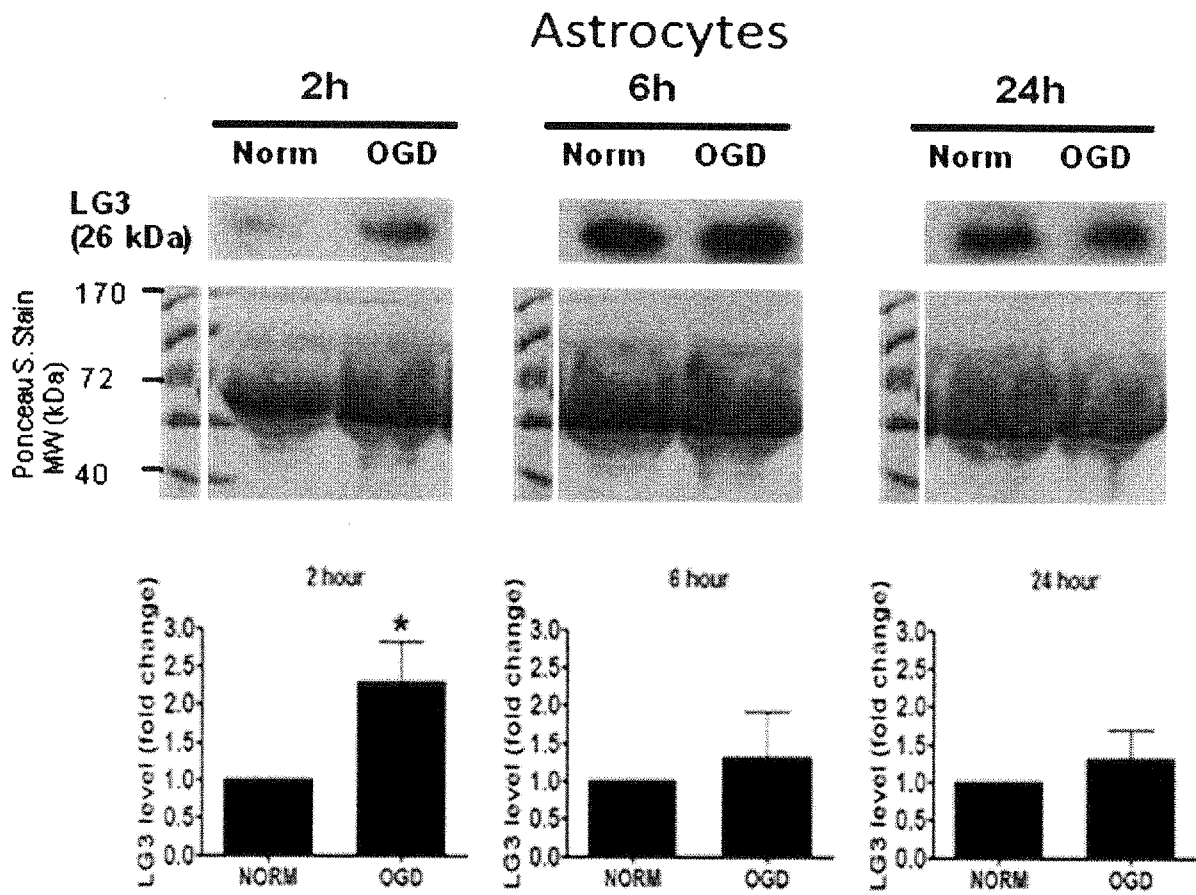 Astrocytes
2h 6h 24h
Norm OGD Norm OGD Norm OGD
LG3
(26 kDa)
170
72
40
Ponceau S. Stain
MW (kDa)
2 hour
LG3 level (fold change)
3.0
2.5
2.0
1.5
1.0
0.5
0.0
*
NORM OGD
6 hour
LG3 level (fold change)
3.0
2.5
2.0
1.5
1.0
0.5
0.0
NORM OGD
24 hour
LG3 level (fold change)
3.0
2.5
2.0
1.5
1.0
0.5
0.0
NORM OGD